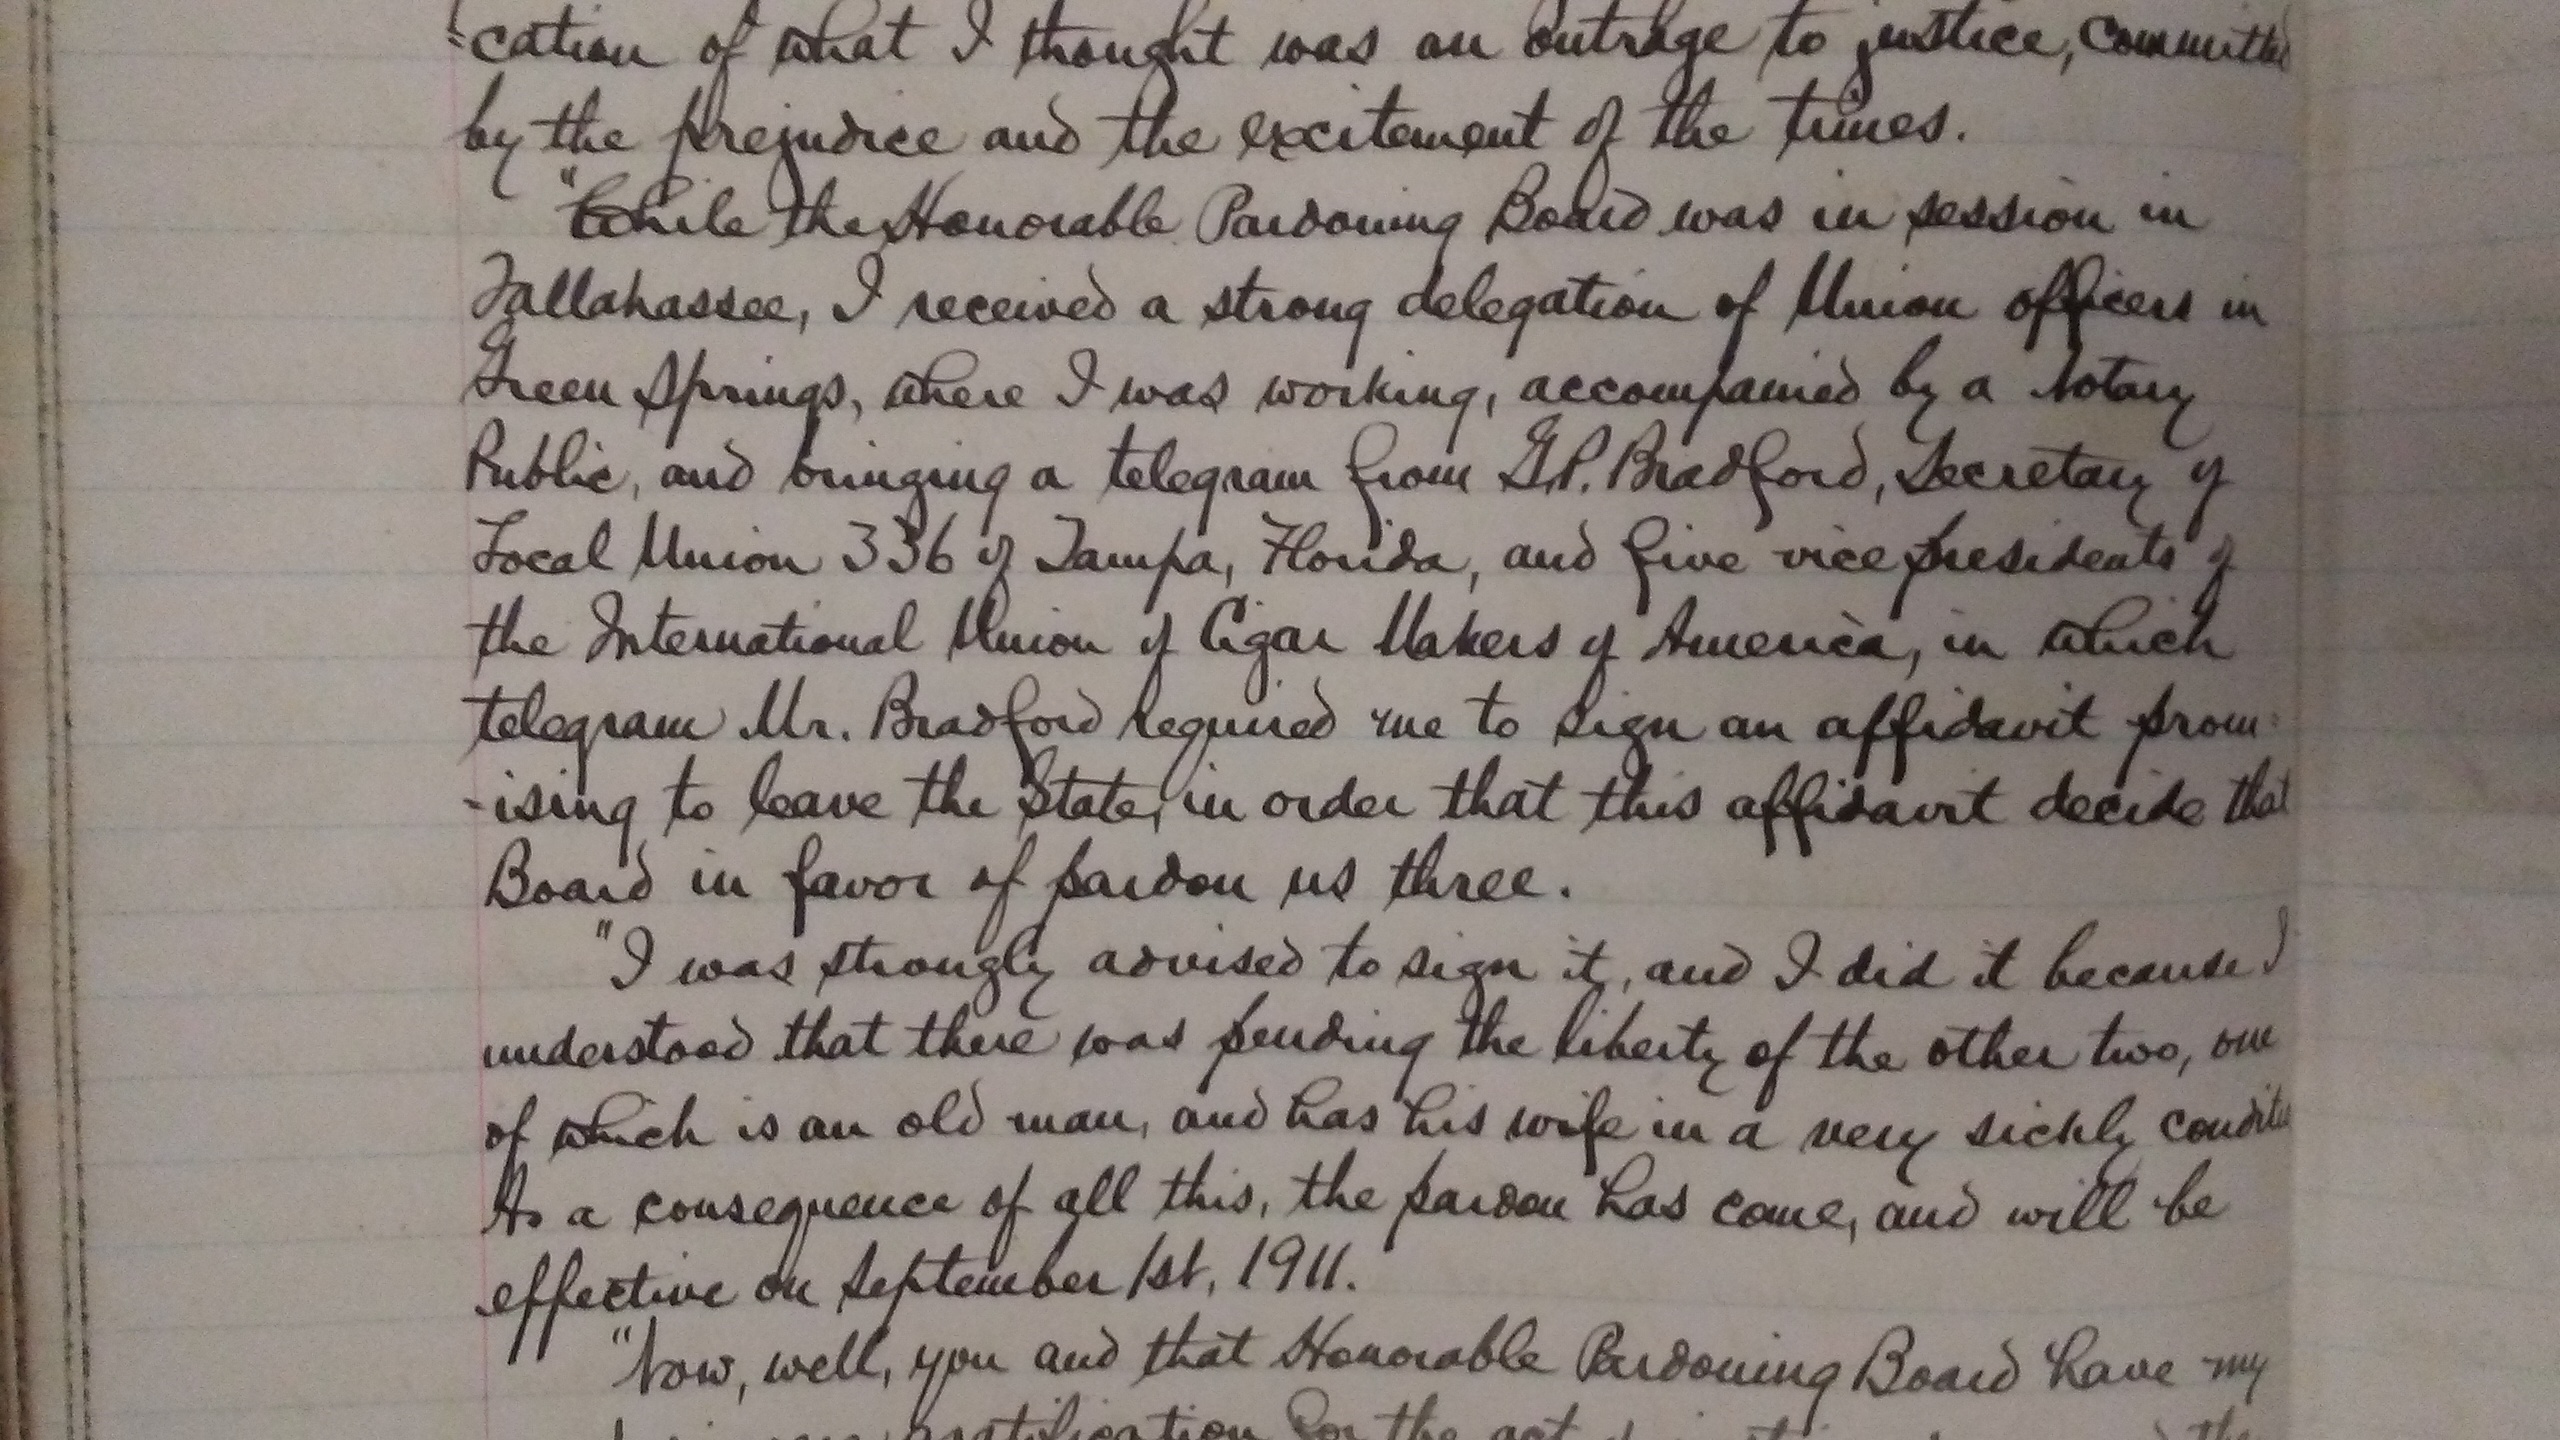 "cation of what I thought was an outrage to justice, committed
by the prejudice and the excitement of the times.
"While the Honorable Pardoning Board was in session in
Tallahassee, I received a strong delegation of Union officers in
Green Springs, where I was working, accompanied by a Notary
Public, and bringing a telegram from G.P. Bradford, Secretary of
Local Union 336 of Tampa, Florida, and five vice presidents of
the International Union of Cigar Makers of America, in which
telegram Mr. Bradford required me to sign an affidavit prom-
-ising to leave the State, in order that this affidavit decide that
Board in favor of pardon us three.
"I was strongly advised to sign it, and I did it because I
understood that there was pending the liberty of the other two, one
of which is an old man, and has his wife in a very sickly conditi
As a consequence of all this, the pardon has come, and will be
effective on September 1st, 1911.
"Now, well, you and that Honorable Pardoning Board have my
the act